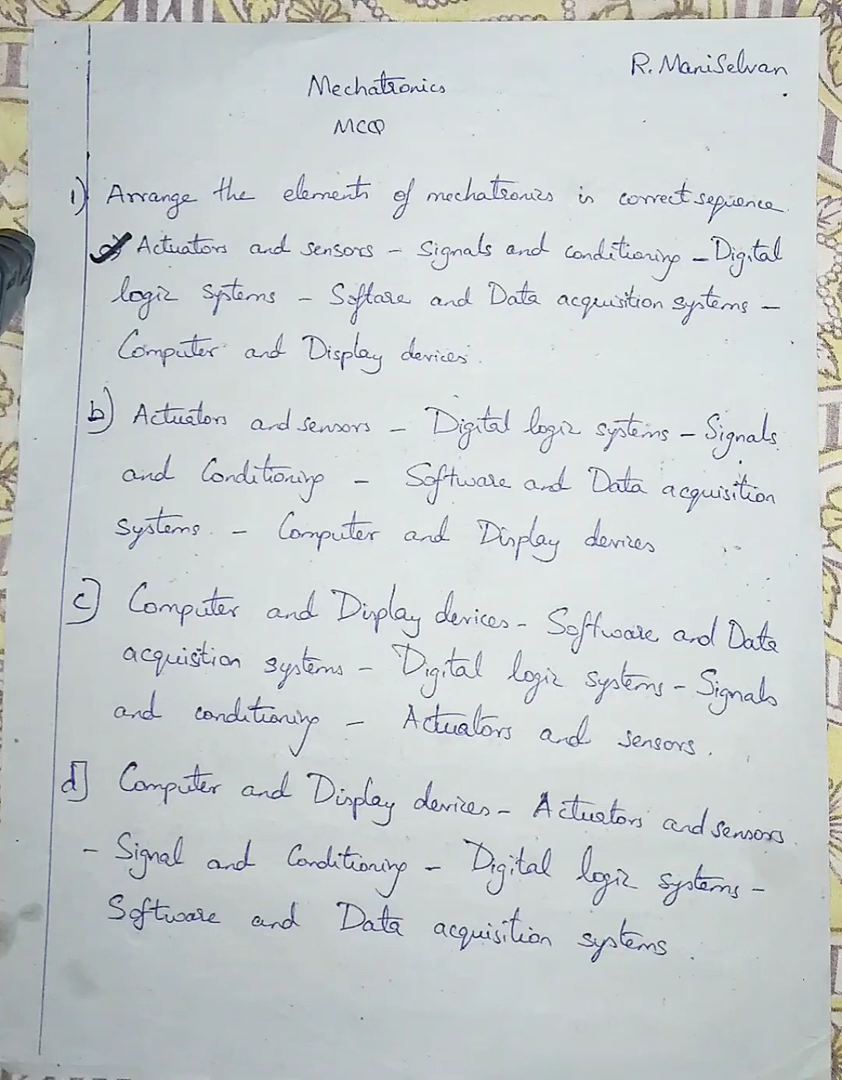 R. ManiSelvan
Mechatronics
MCQ
1) Arrange the elements of mechatronics in correct sequence.
a) Actuators and sensors - Signals and conditioning - Digital
logic systems - Softare and Data acquisition systems -
Computer and Display devices.
b) Actuators and sensors - Digital logic systems - Signals
and Conditioning - Software and Data acquisition
systems. - Computer and Display devices
c) Computer and Display devices - Software and Data
acquistion systems - Digital logic systems - Signals
and conditioning - Actuators and sensors.
d) Computer and Display devices - Actuators and sensors
- Signal and Conditioning - Digital logic systems -
Software and Data acquisition systems.